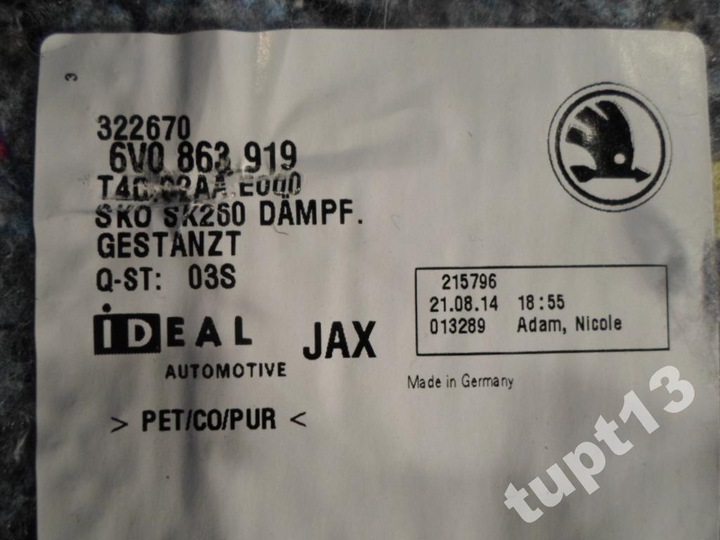 322670
6V0 863 919
SKO SK260 DÄMPF.
GESTANZT
Q-ST: 03S
215796
21.08.14 18:55
013289 Adam, Nicole
iDEAL JAX
AUTOMOTIVE
Made in Germany
> PET/CO/PUR <
tupt13